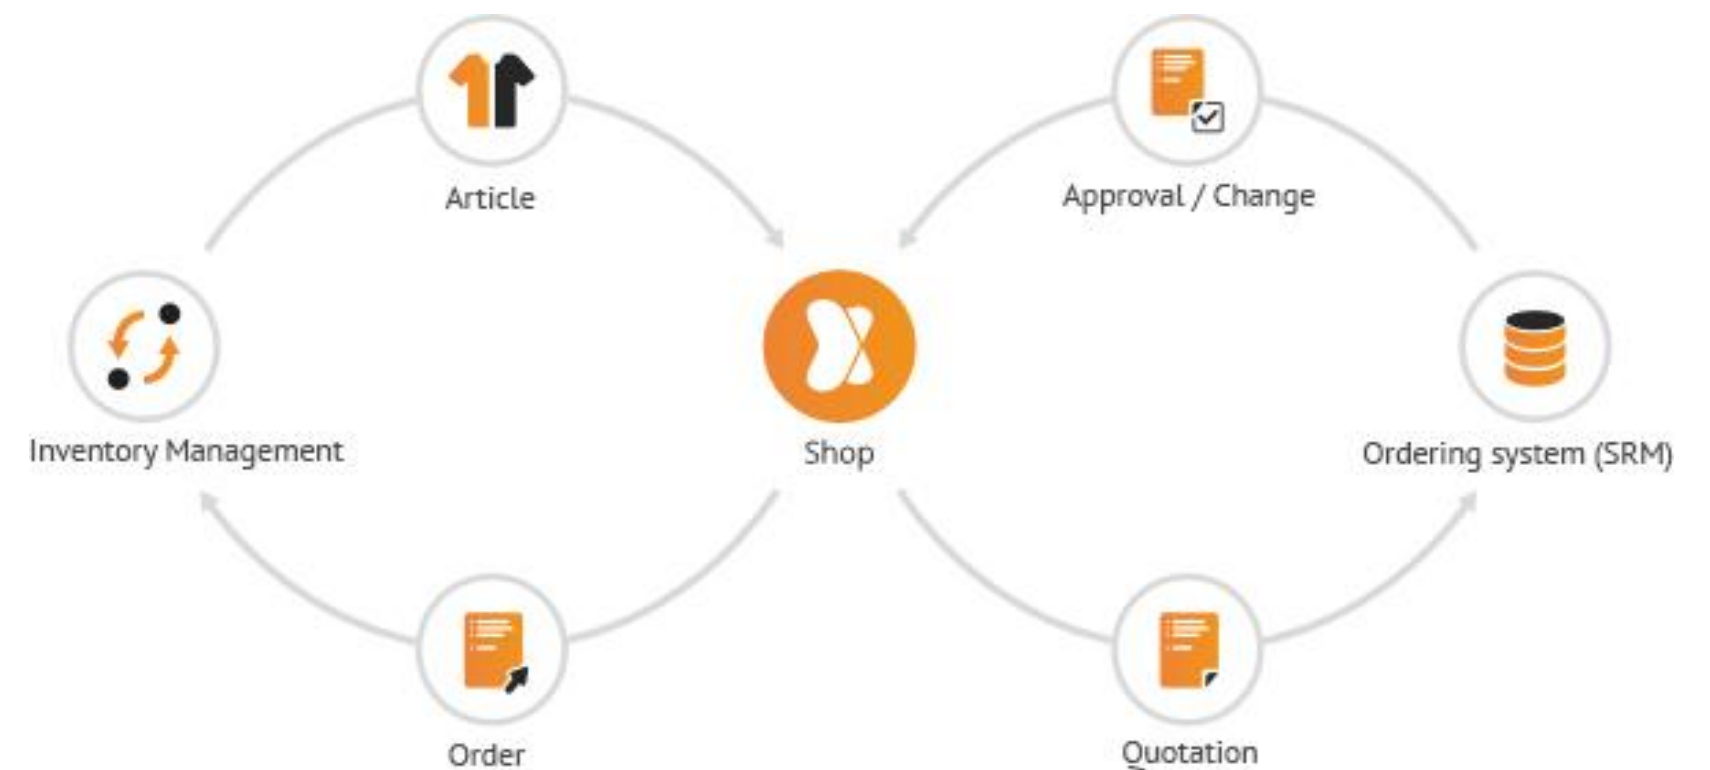 Article
Approval / Change
Inventory Management
Shop
Ordering system (SRM)
Order
Quotation